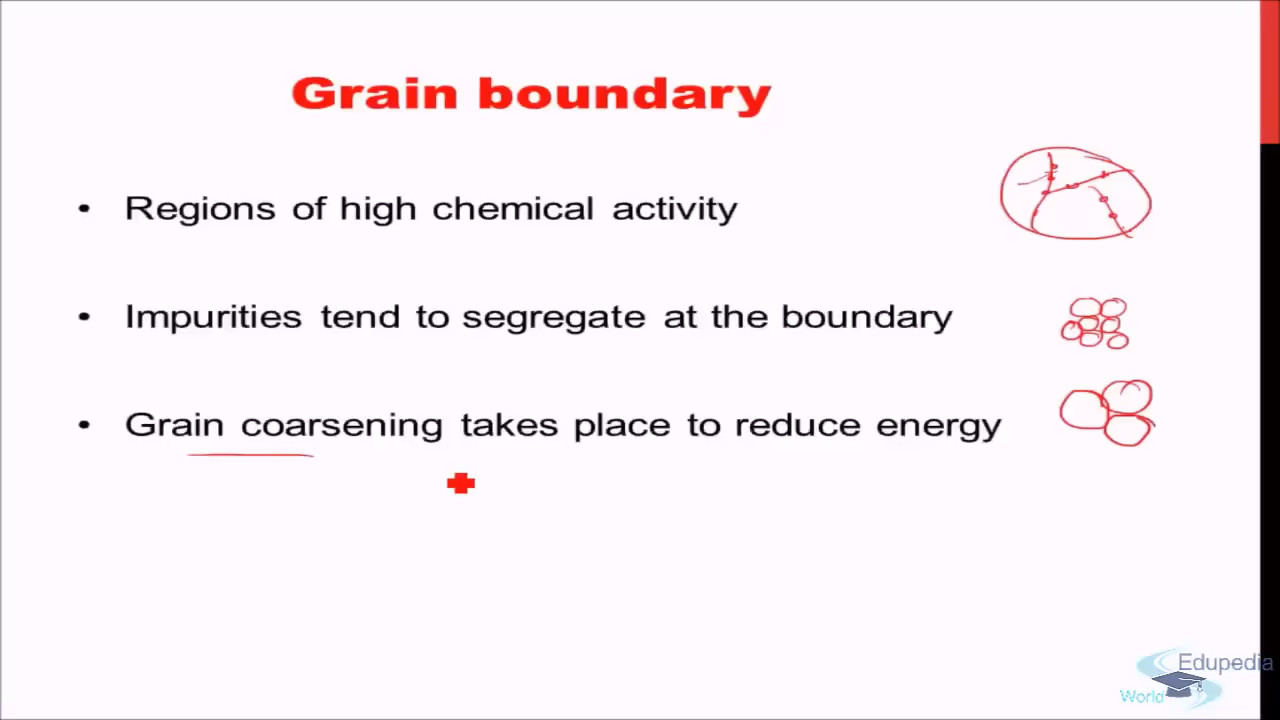 Grain boundary
• Regions of high chemical activity
• Impurities tend to segregate at the boundary
• Grain coarsening takes place to reduce energy
Edupedia
World